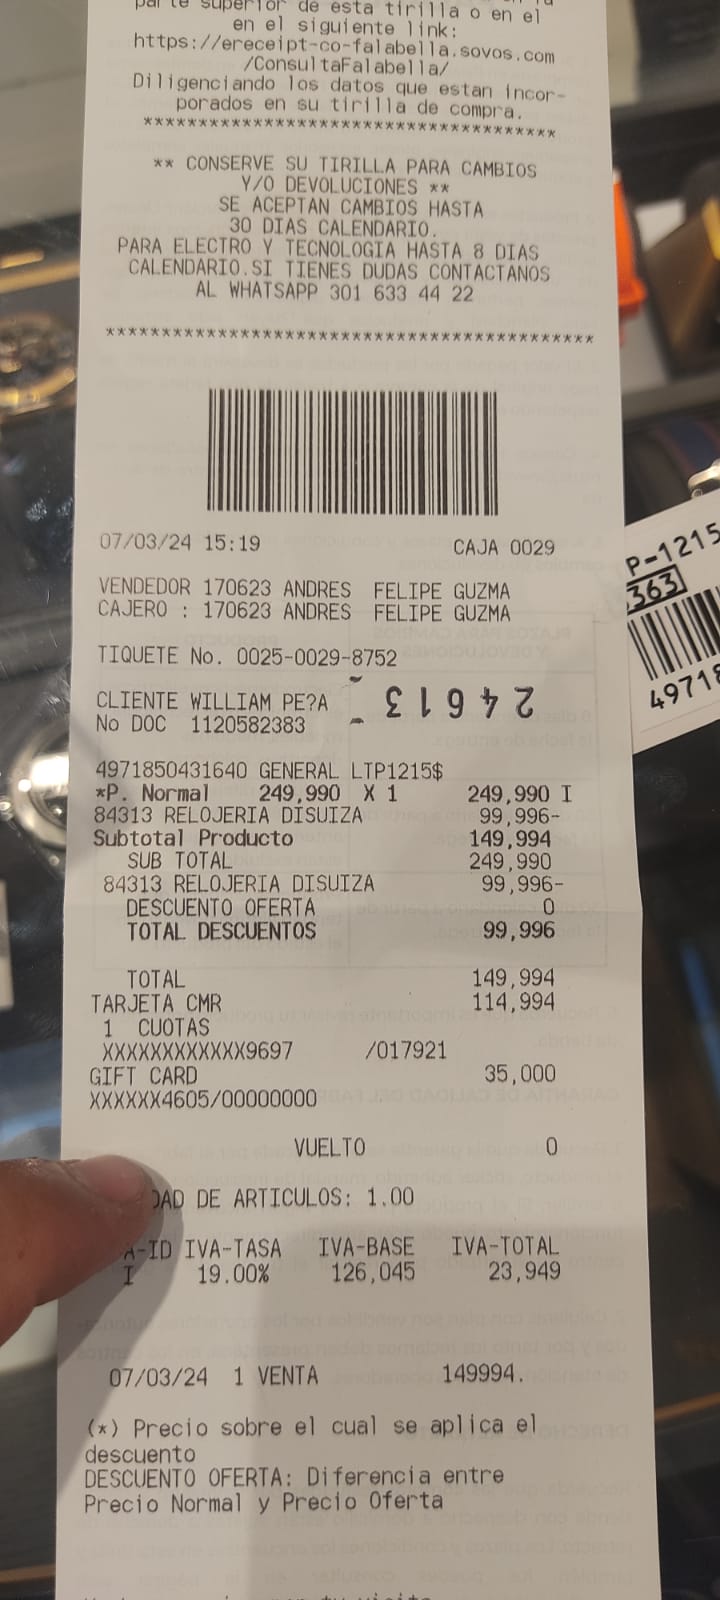 parte superior de esta tirilla o en el
en el siguiente link:
https://ereceipt-co-falabella.sovos.com
/ConsultaFalabella/
Diligenciando los datos que estan incor-
porados en su tirilla de compra.
**************************************
** CONSERVE SU TIRILLA PARA CAMBIOS
Y/O DEVOLUCIONES **
SE ACEPTAN CAMBIOS HASTA
30 DIAS CALENDARIO.
PARA ELECTRO Y TECNOLOGIA HASTA 8 DIAS
CALENDARIO.SI TIENES DUDAS CONTACTANOS
AL WHATSAPP 301 633 44 22
******************************************
07/03/24 15:19 CAJA 0029
VENDEDOR 170623 ANDRES FELIPE GUZMA
CAJERO : 170623 ANDRES FELIPE GUZMA
TIQUETE No. 0025-0029-8752
CLIENTE WILLIAM PE?A
24613
No DOC 1120582383
4971850431640 GENERAL LTP1215$
*P. Normal 249,990 X 1 249,990 I
84313 RELOJERIA DISUIZA 99,996-
Subtotal Producto 149,994
SUB TOTAL 249,990
84313 RELOJERIA DISUIZA 99,996-
DESCUENTO OFERTA 0
TOTAL DESCUENTOS 99,996
TOTAL 149,994
TARJETA CMR 114,994
1 CUOTAS
XXXXXXXXXXXX9697 /017921
GIFT CARD 35,000
XXXXXX4605/00000000
VUELTO 0
DAD DE ARTICULOS: 1.00
A-ID IVA-TASA IVA-BASE IVA-TOTAL
I 19.00% 126,045 23,949
07/03/24 1 VENTA 149994.
(*) Precio sobre el cual se aplica el
descuento
DESCUENTO OFERTA: Diferencia entre
Precio Normal y Precio Oferta
P-1215
363
49718